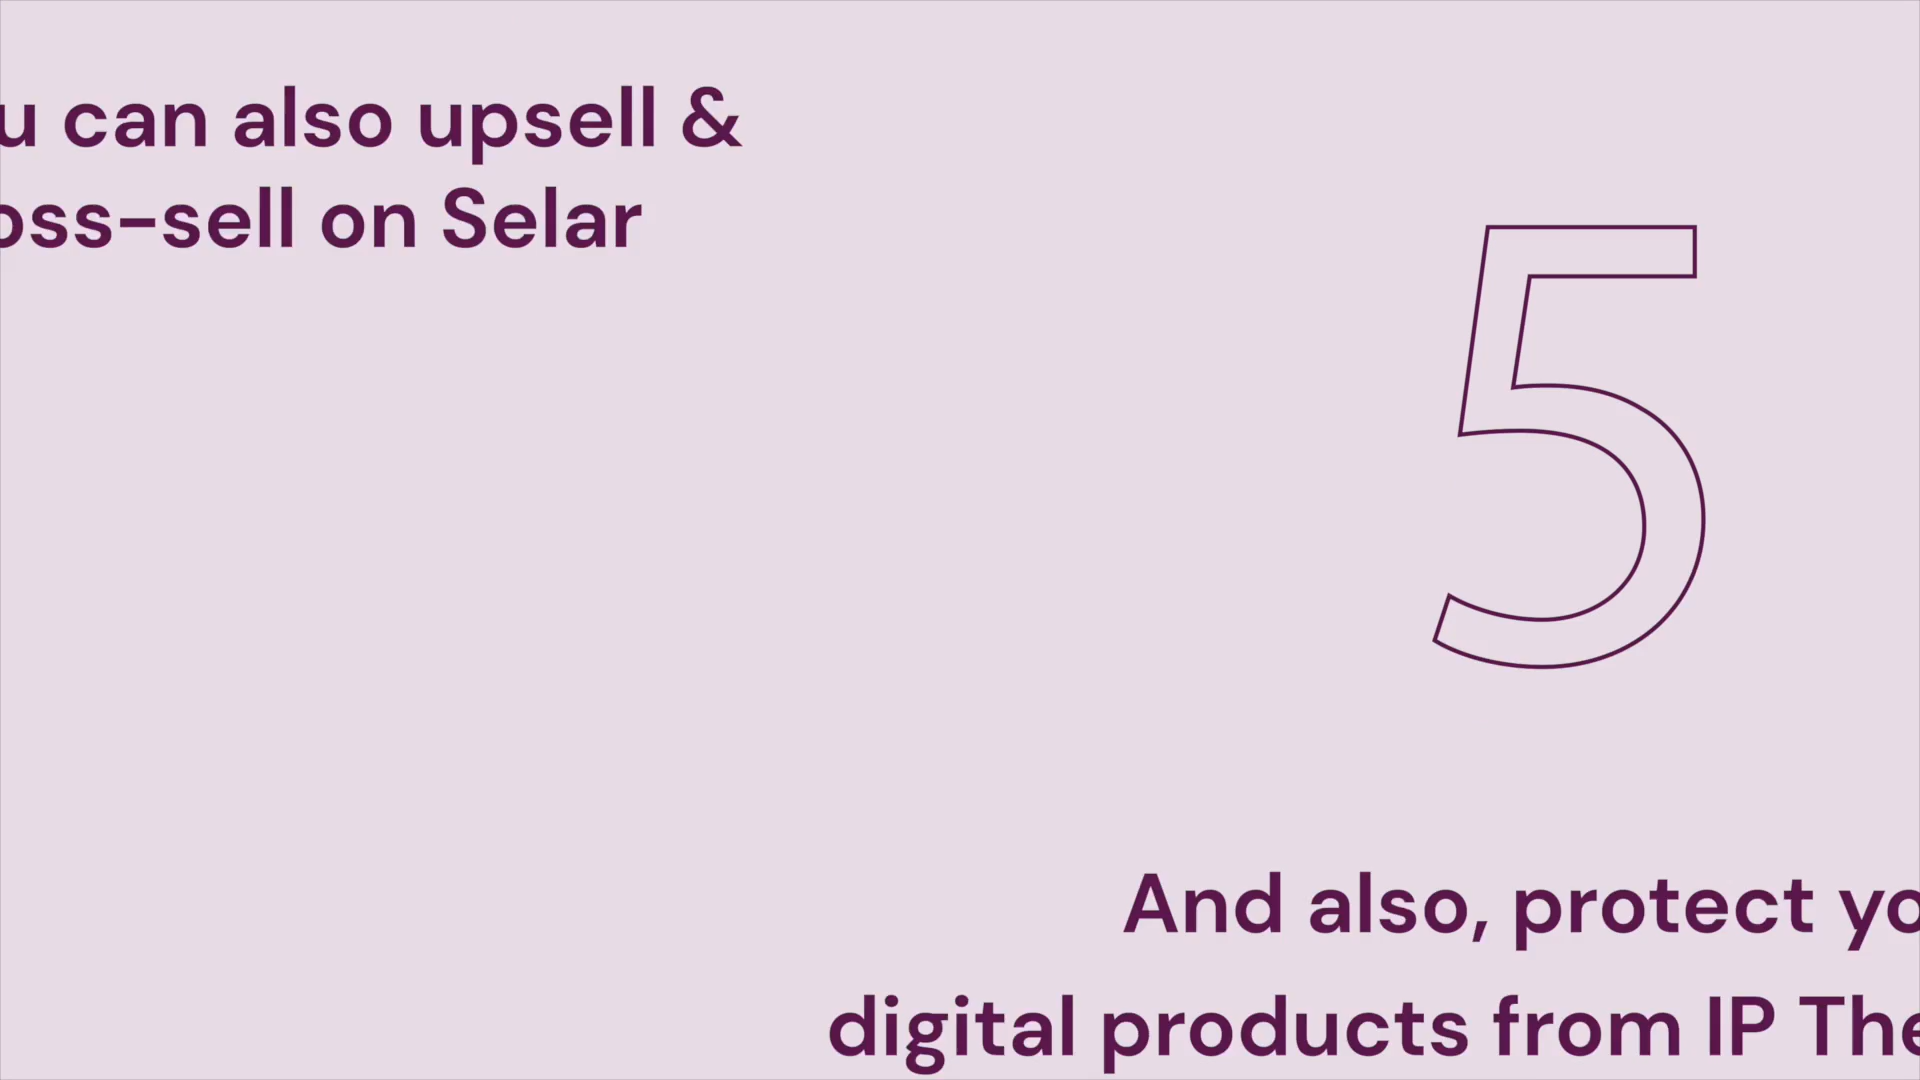 u can also upsell &
oss-sell on Selar
5
And also, protect yo
digital products from IP The